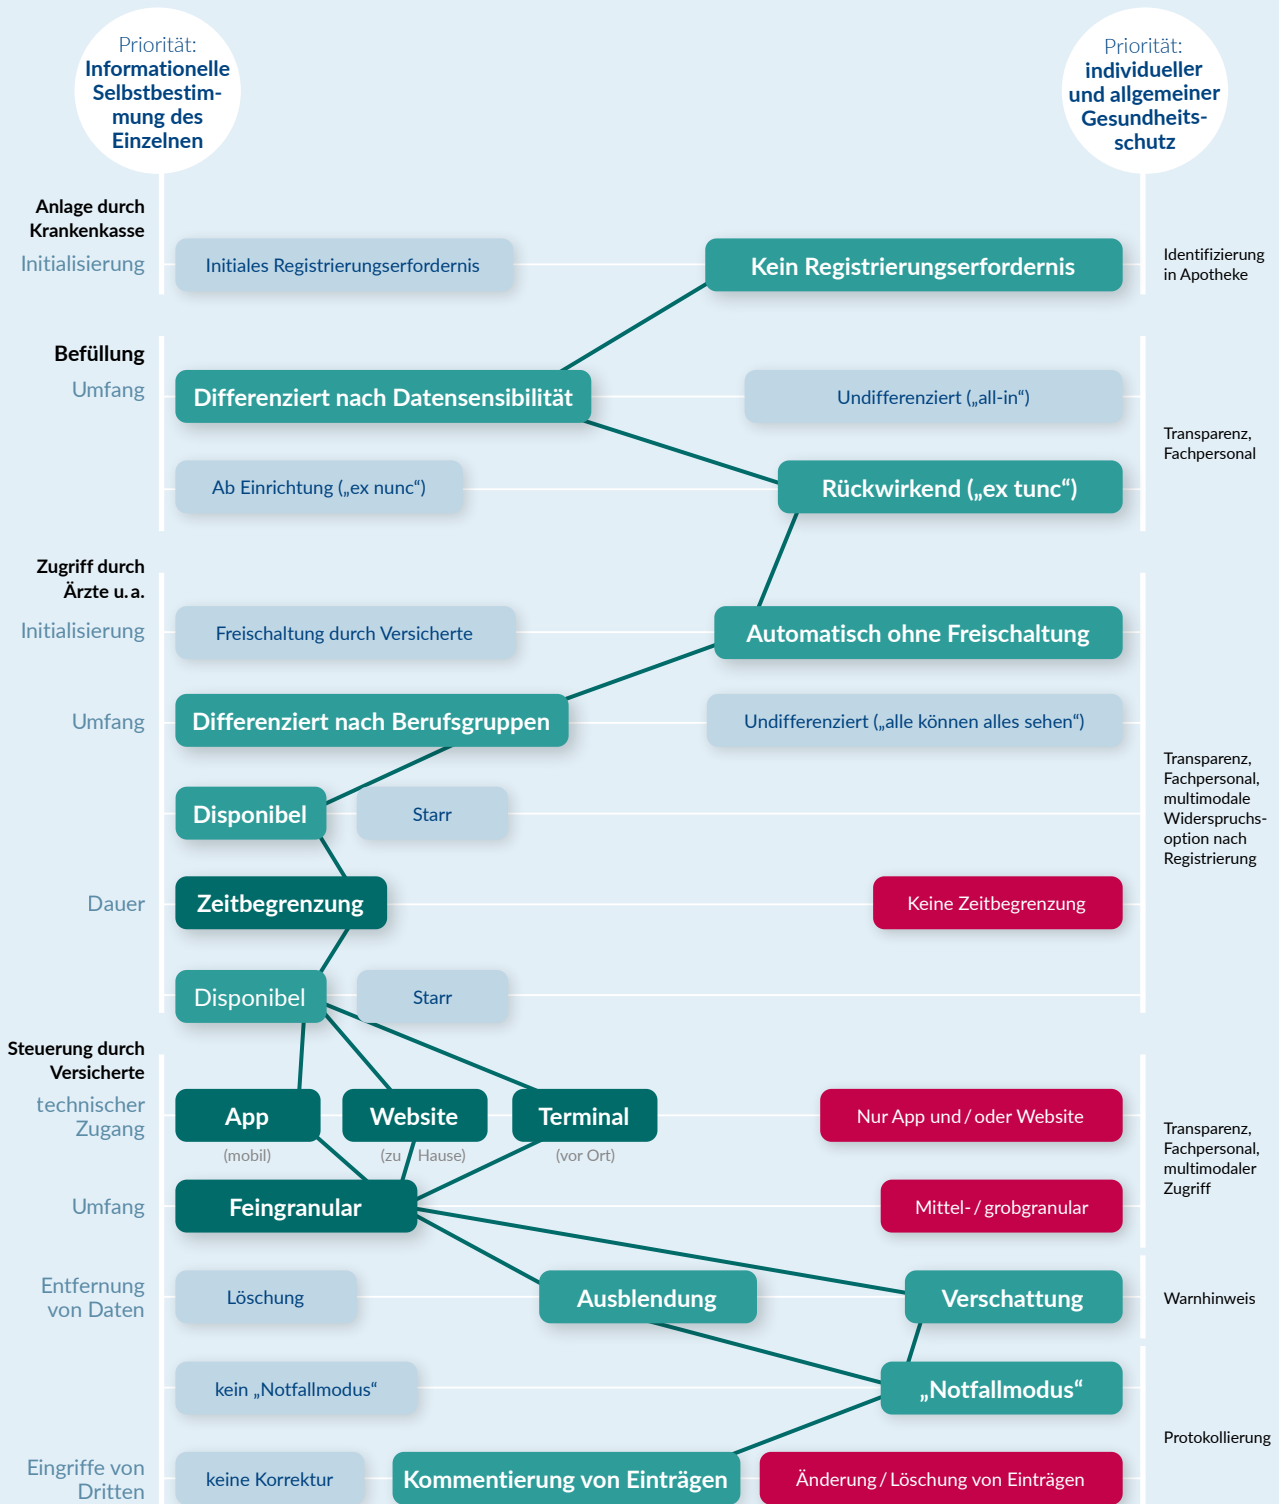 Priorität:
Informationelle
Selbstbestim-
mung des
Einzelnen
Priorität:
individueller
und allgemeiner
Gesundheits-
schutz
Anlage durch
Krankenkasse
Initialisierung
Initiales Registrierungserfordernis
Kein Registrierungserfordernis
Identifizierung
in Apotheke
Befüllung
Umfang
Differenziert nach Datensensibilität
Undifferenziert („all-in“)
Transparenz,
Fachpersonal
Ab Einrichtung („ex nunc“)
Rückwirkend („ex tunc“)
Zugriff durch
Ärzte u. a.
Initialisierung
Freischaltung durch Versicherte
Automatisch ohne Freischaltung
Umfang
Differenziert nach Berufsgruppen
Undifferenziert („alle können alles sehen“)
Transparenz,
Fachpersonal,
multimodale
Widerspruchs-
option nach
Registrierung
Disponibel
Starr
Dauer
Zeitbegrenzung
Keine Zeitbegrenzung
Disponibel
Starr
Steuerung durch
Versicherte
technischer
Zugang
App
(mobil)
Website
(zu Hause)
Terminal
(vor Ort)
Nur App und / oder Website
Transparenz,
Fachpersonal,
multimodaler
Zugriff
Umfang
Feingranular
Mittel- / grobgranular
Entfernung
von Daten
Löschung
Ausblendung
Verschattung
Warnhinweis
kein „Notfallmodus“
„Notfallmodus“
Protokollierung
Eingriffe von
Dritten
keine Korrektur
Kommentierung von Einträgen
Änderung / Löschung von Einträgen